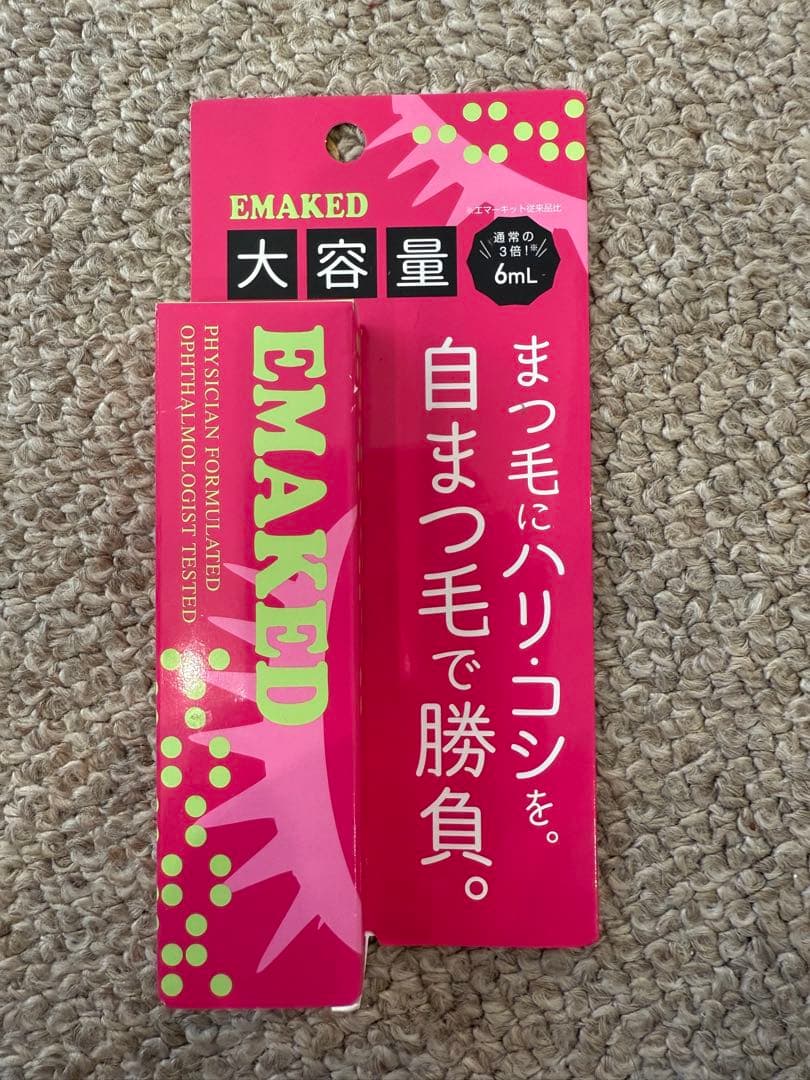 EMAKED
※エマーキット従来品比
大容量
通常の
3倍!※
6mL
まつ毛にハリ・コシを。
自まつ毛で勝負。
EMAKED
PHYSICIAN FORMULATED
OPHTHALMOLOGIST TESTED